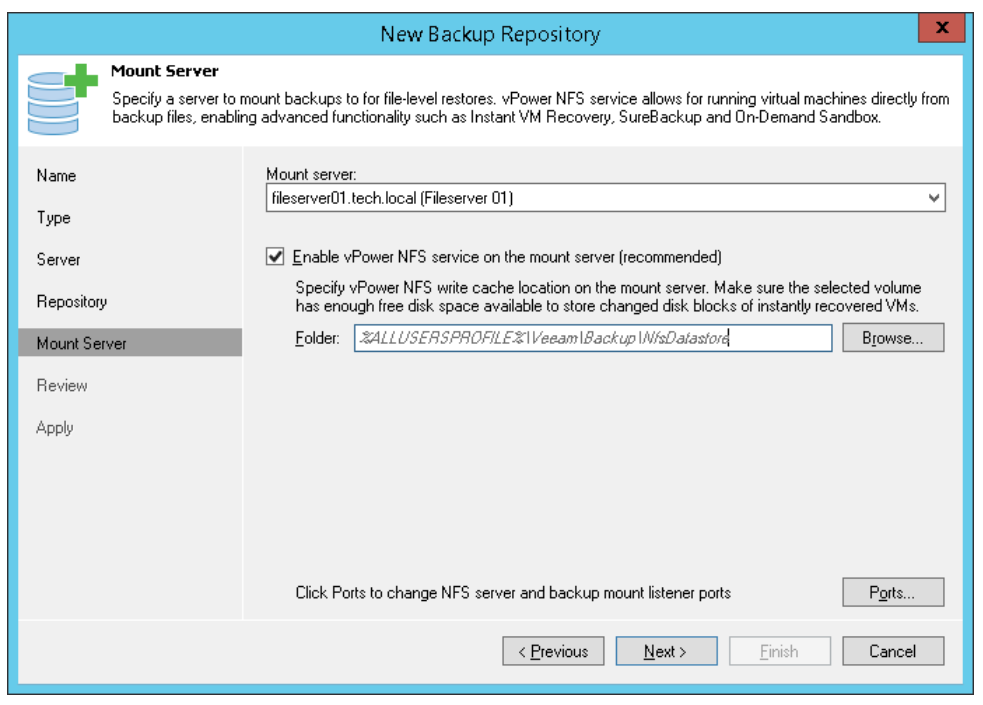 New Backup Repository
x
Mount Server
Specify a server to mount backups to for file-level restores. vPower NFS service allows for running virtual machines directly from
backup files, enabling advanced functionality such as Instant VM Recovery, SureBackup and On-Demand Sandbox.
Name
Type
Server
Repository
Mount Server
Review
Apply
Mount server:
fileserver01.tech.local (Fileserver 01)
Enable vPower NFS service on the mount server (recommended)
Specify vPower NFS write cache location on the mount server. Make sure the selected volume
has enough free disk space available to store changed disk blocks of instantly recovered VMs.
Folder: %ALLUSERSPROFILE%\Veeam\Backup\NfsDatastore Browse...
Click Ports to change NFS server and backup mount listener ports Ports...
< Previous Next > Finish Cancel